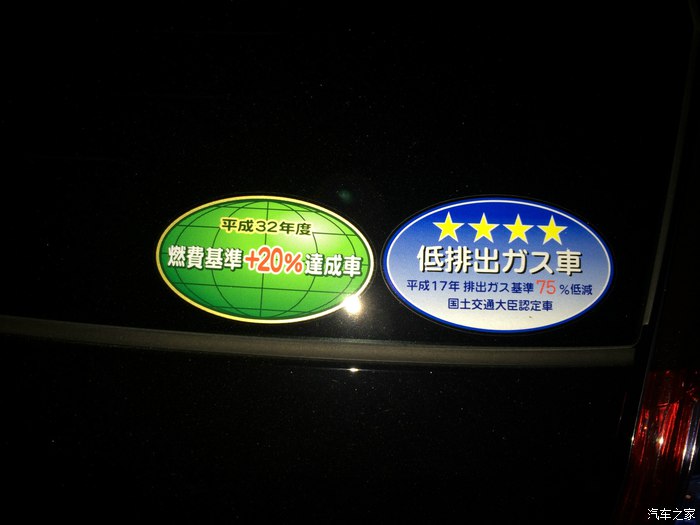 平成32年度
燃費基準+20%達成車
★★★★
低排出ガス車
平成17年 排出ガス基準75%低減
国土交通大臣認定車
汽车之家